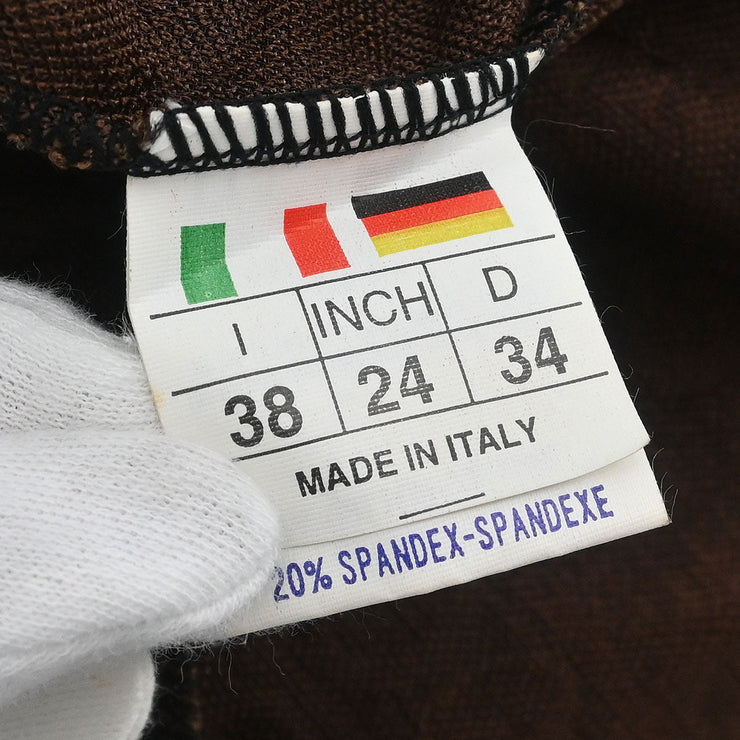 I INCH D
38 24 34
MADE IN ITALY
20% SPANDEX-SPANDEXE